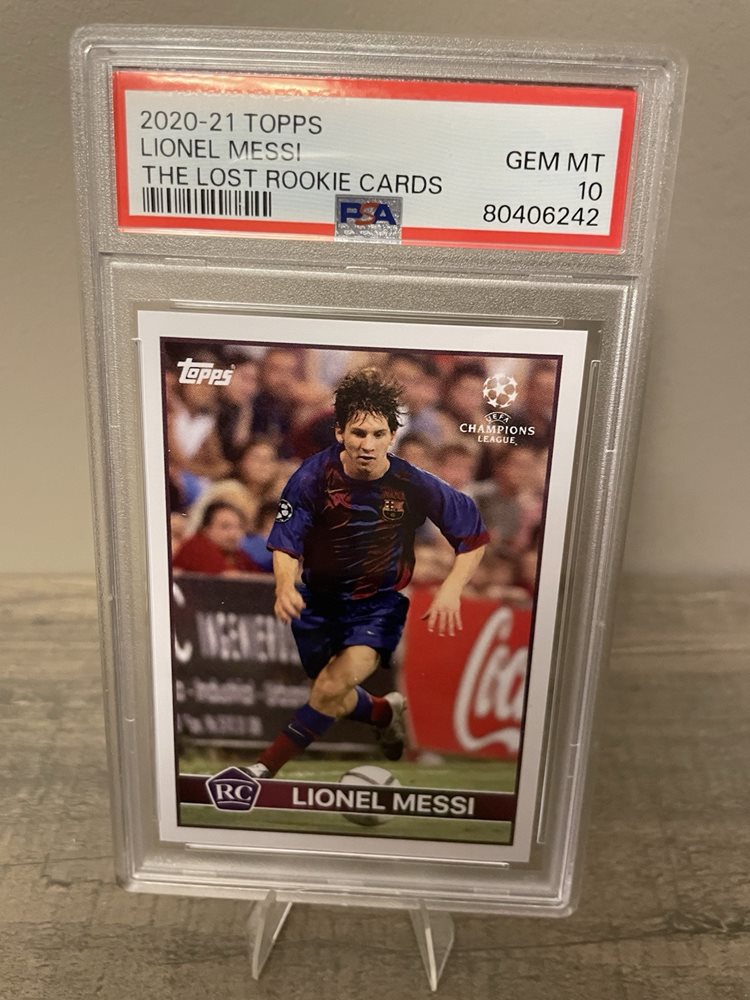 2020-21 TOPPS
LIONEL MESSI
THE LOST ROOKIE CARDS
GEM MT
10
80406242
PSA
topps
UEFA
CHAMPIONS
LEAGUE
RC
LIONEL MESSI